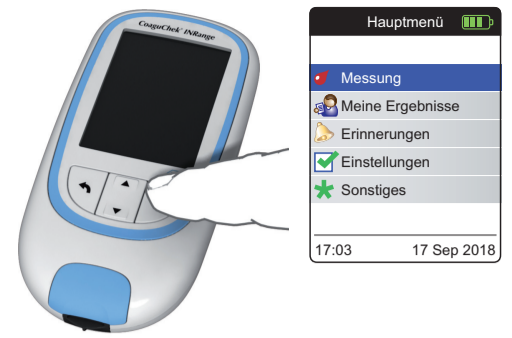 CoaguChek® INRange
Hauptmenü
Messung
Meine Ergebnisse
Erinnerungen
Einstellungen
Sonstiges
17:03 17 Sep 2018